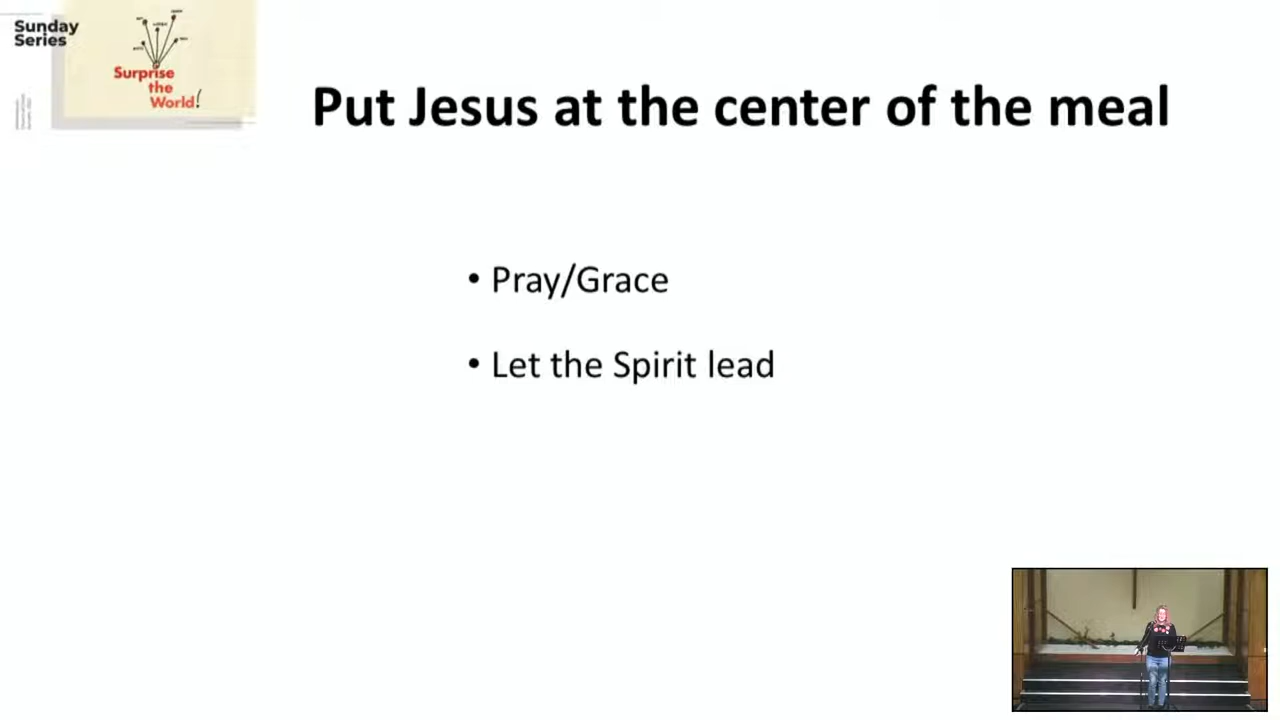 Sunday
Series
Surprise
the
World!
Put Jesus at the center of the meal
• Pray/Grace
• Let the Spirit lead